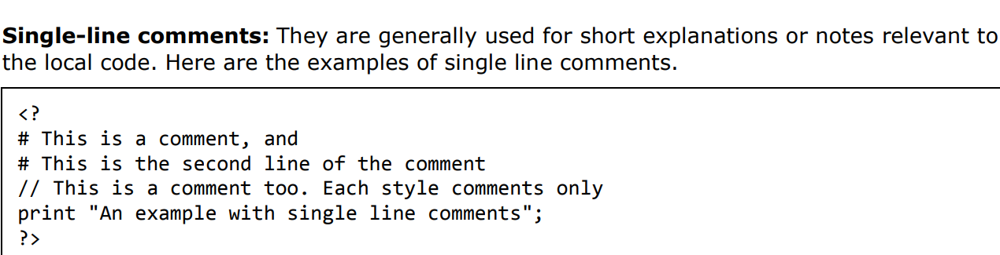 Single-line comments: They are generally used for short explanations or notes relevant to
the local code. Here are the examples of single line comments.
<?
# This is a comment, and
# This is the second line of the comment
// This is a comment too. Each style comments only
print "An example with single line comments";
?>